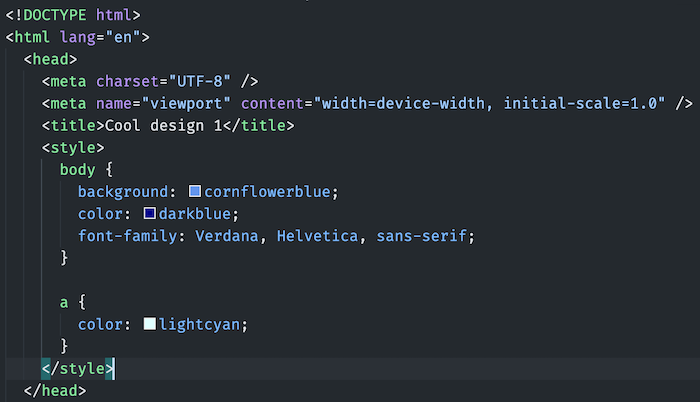 <!DOCTYPE html>
<html lang="en">
  <head>
    <meta charset="UTF-8" />
    <meta name="viewport" content="width=device-width, initial-scale=1.0" />
    <title>Cool design 1</title>
    <style>
      body {
        background: cornflowerblue;
        color: darkblue;
        font-family: Verdana, Helvetica, sans-serif;
      }

      a {
        color: lightcyan;
      }
    </style>
  </head>